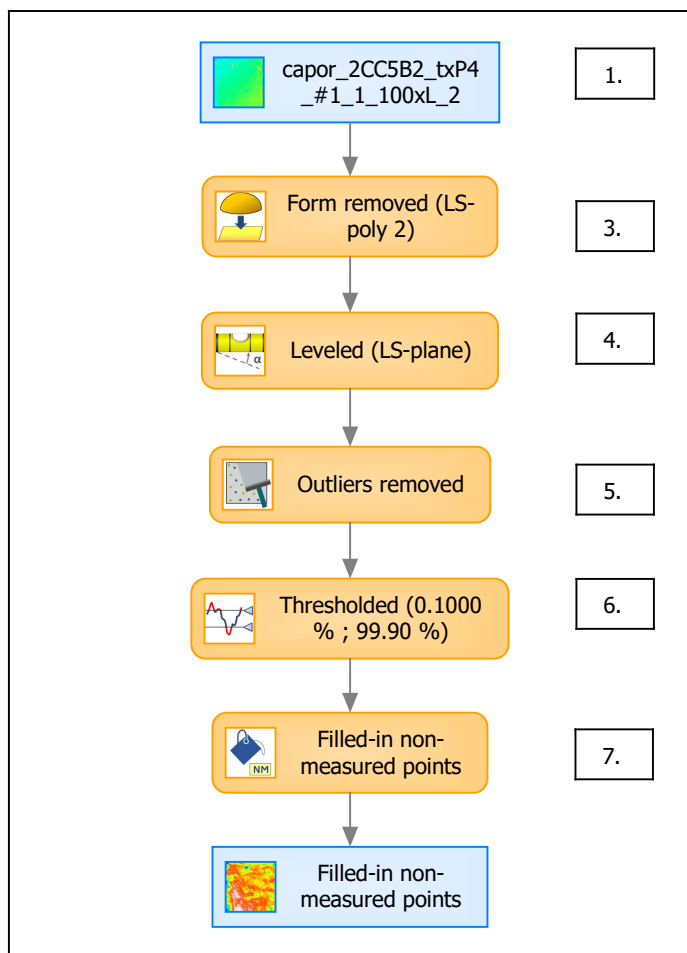 capor_2CC5B2_txP4
_#1_1_100xL_2
1.
Form removed (LS-
poly 2)
3.
α
Leveled (LS-plane)
4.
Outliers removed
5.
Thresholded (0.1000
% ; 99.90 %)
6.
NM
Filled-in non-
measured points
7.
Filled-in non-
measured points